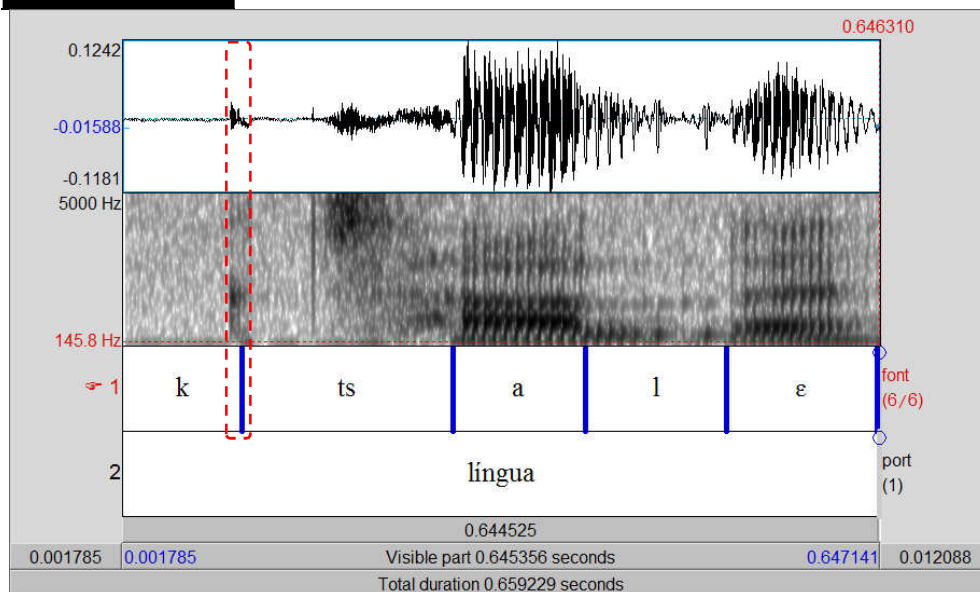 0.646310
0.1242
-0.01588
-0.1181
5000 Hz
145.8 Hz
☞ 1 k ts a l ɛ font
(6/6)
2 língua port
(1)
0.644525
0.001785 0.001785 Visible part 0.645356 seconds 0.647141 0.012088
Total duration 0.659229 seconds